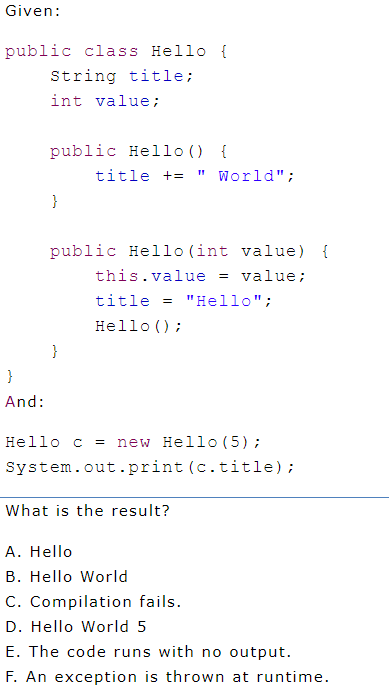 Given:
public class Hello {
String title;
int value;
public Hello() {
title += " World";
}
public Hello(int value) {
this.value = value;
title = "Hello";
Hello();
}
}
And:
Hello c = new Hello(5);
System.out.print(c.title);
What is the result?
A. Hello
B. Hello World
C. Compilation fails.
D. Hello World 5
E. The code runs with no output.
F. An exception is thrown at runtime.